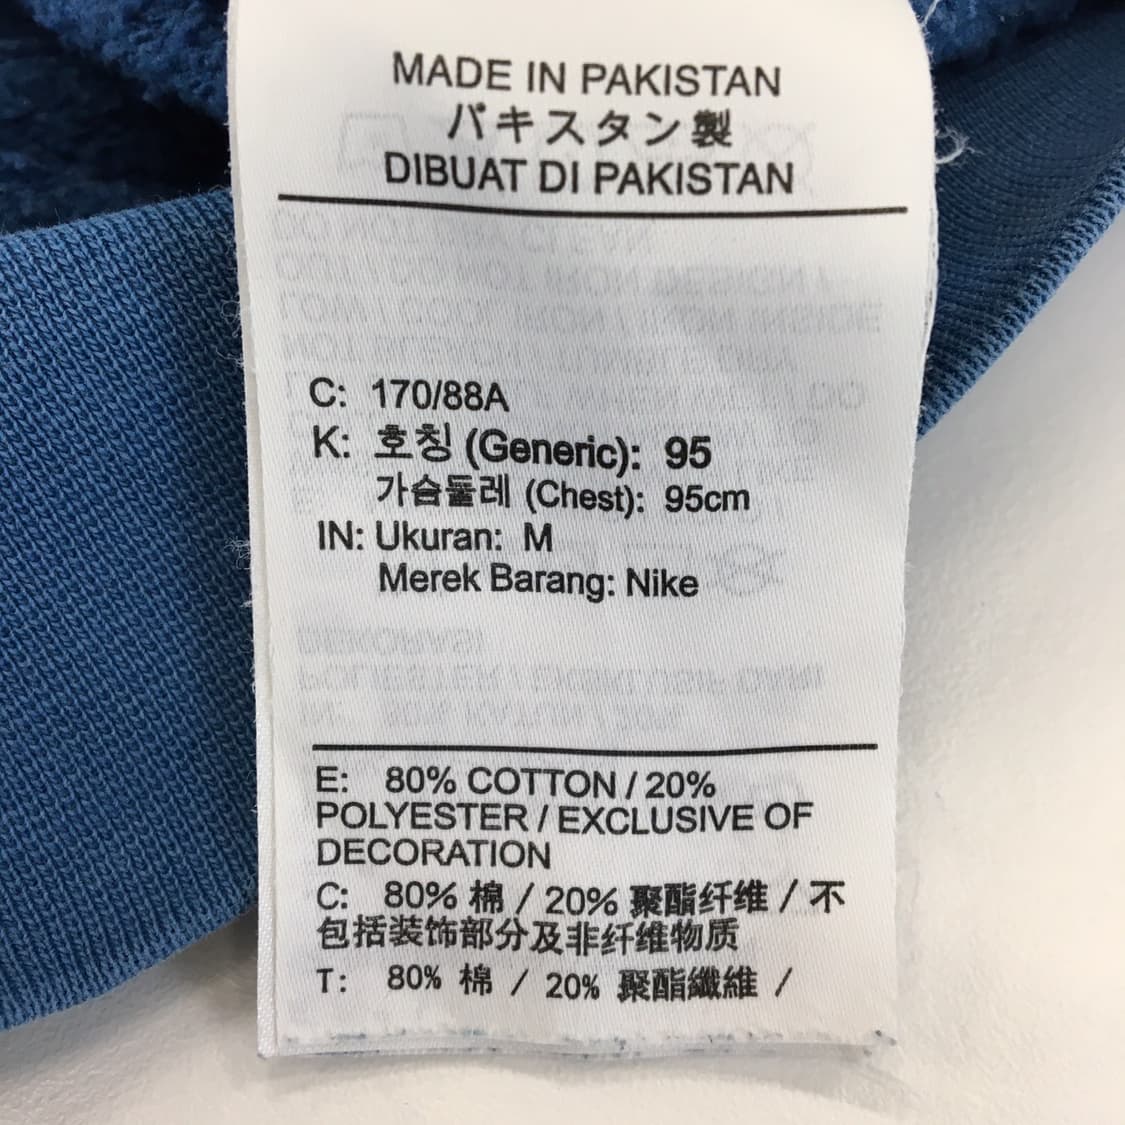 MADE IN PAKISTAN
パキスタン製
DIBUAT DI PAKISTAN
C: 170/88A
K: 호칭 (Generic): 95
가슴둘레 (Chest): 95cm
IN: Ukuran: M
Merek Barang: Nike
E: 80% COTTON / 20%
POLYESTER / EXCLUSIVE OF
DECORATION
C: 80% 棉 / 20% 聚酯纤维 / 不
包括装饰部分及非纤维物质
T: 80% 棉 / 20% 聚酯纖維 /